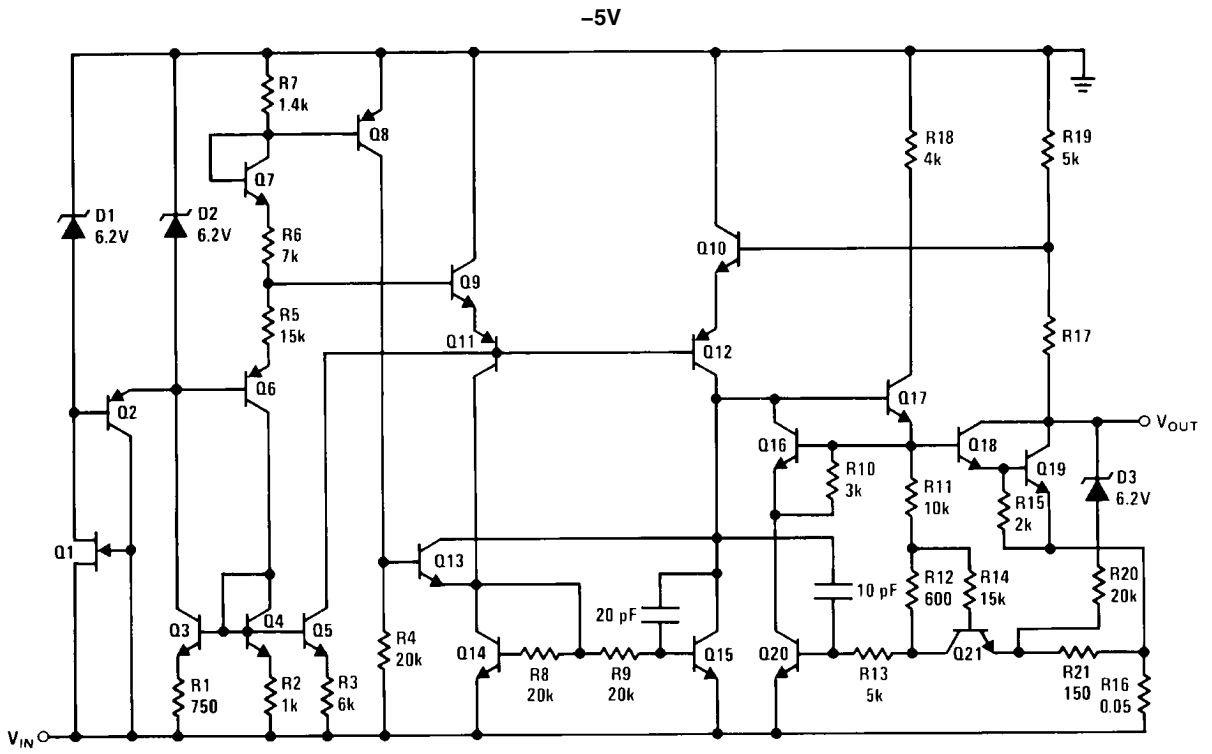 –5V
R7
1.4k
Q8
Q7
R18
4k
R19
5k
D1
6.2V
D2
6.2V
R6
7k
Q10
Q9
R5
15k
Q11
Q12
R17
Q6
Q2
Q17
VOUT
Q16
R10
3k
Q18
Q19
D3
6.2V
R11
10k
R15
2k
Q1
Q13
R12
600
R14
15k
R20
20k
10 pF
20 pF
Q3
Q4
Q5
R4
20k
Q14
R8
20k
R9
20k
Q15
Q20
R13
5k
Q21
R21
150
R16
0.05
R1
750
R2
1k
R3
6k
VIN